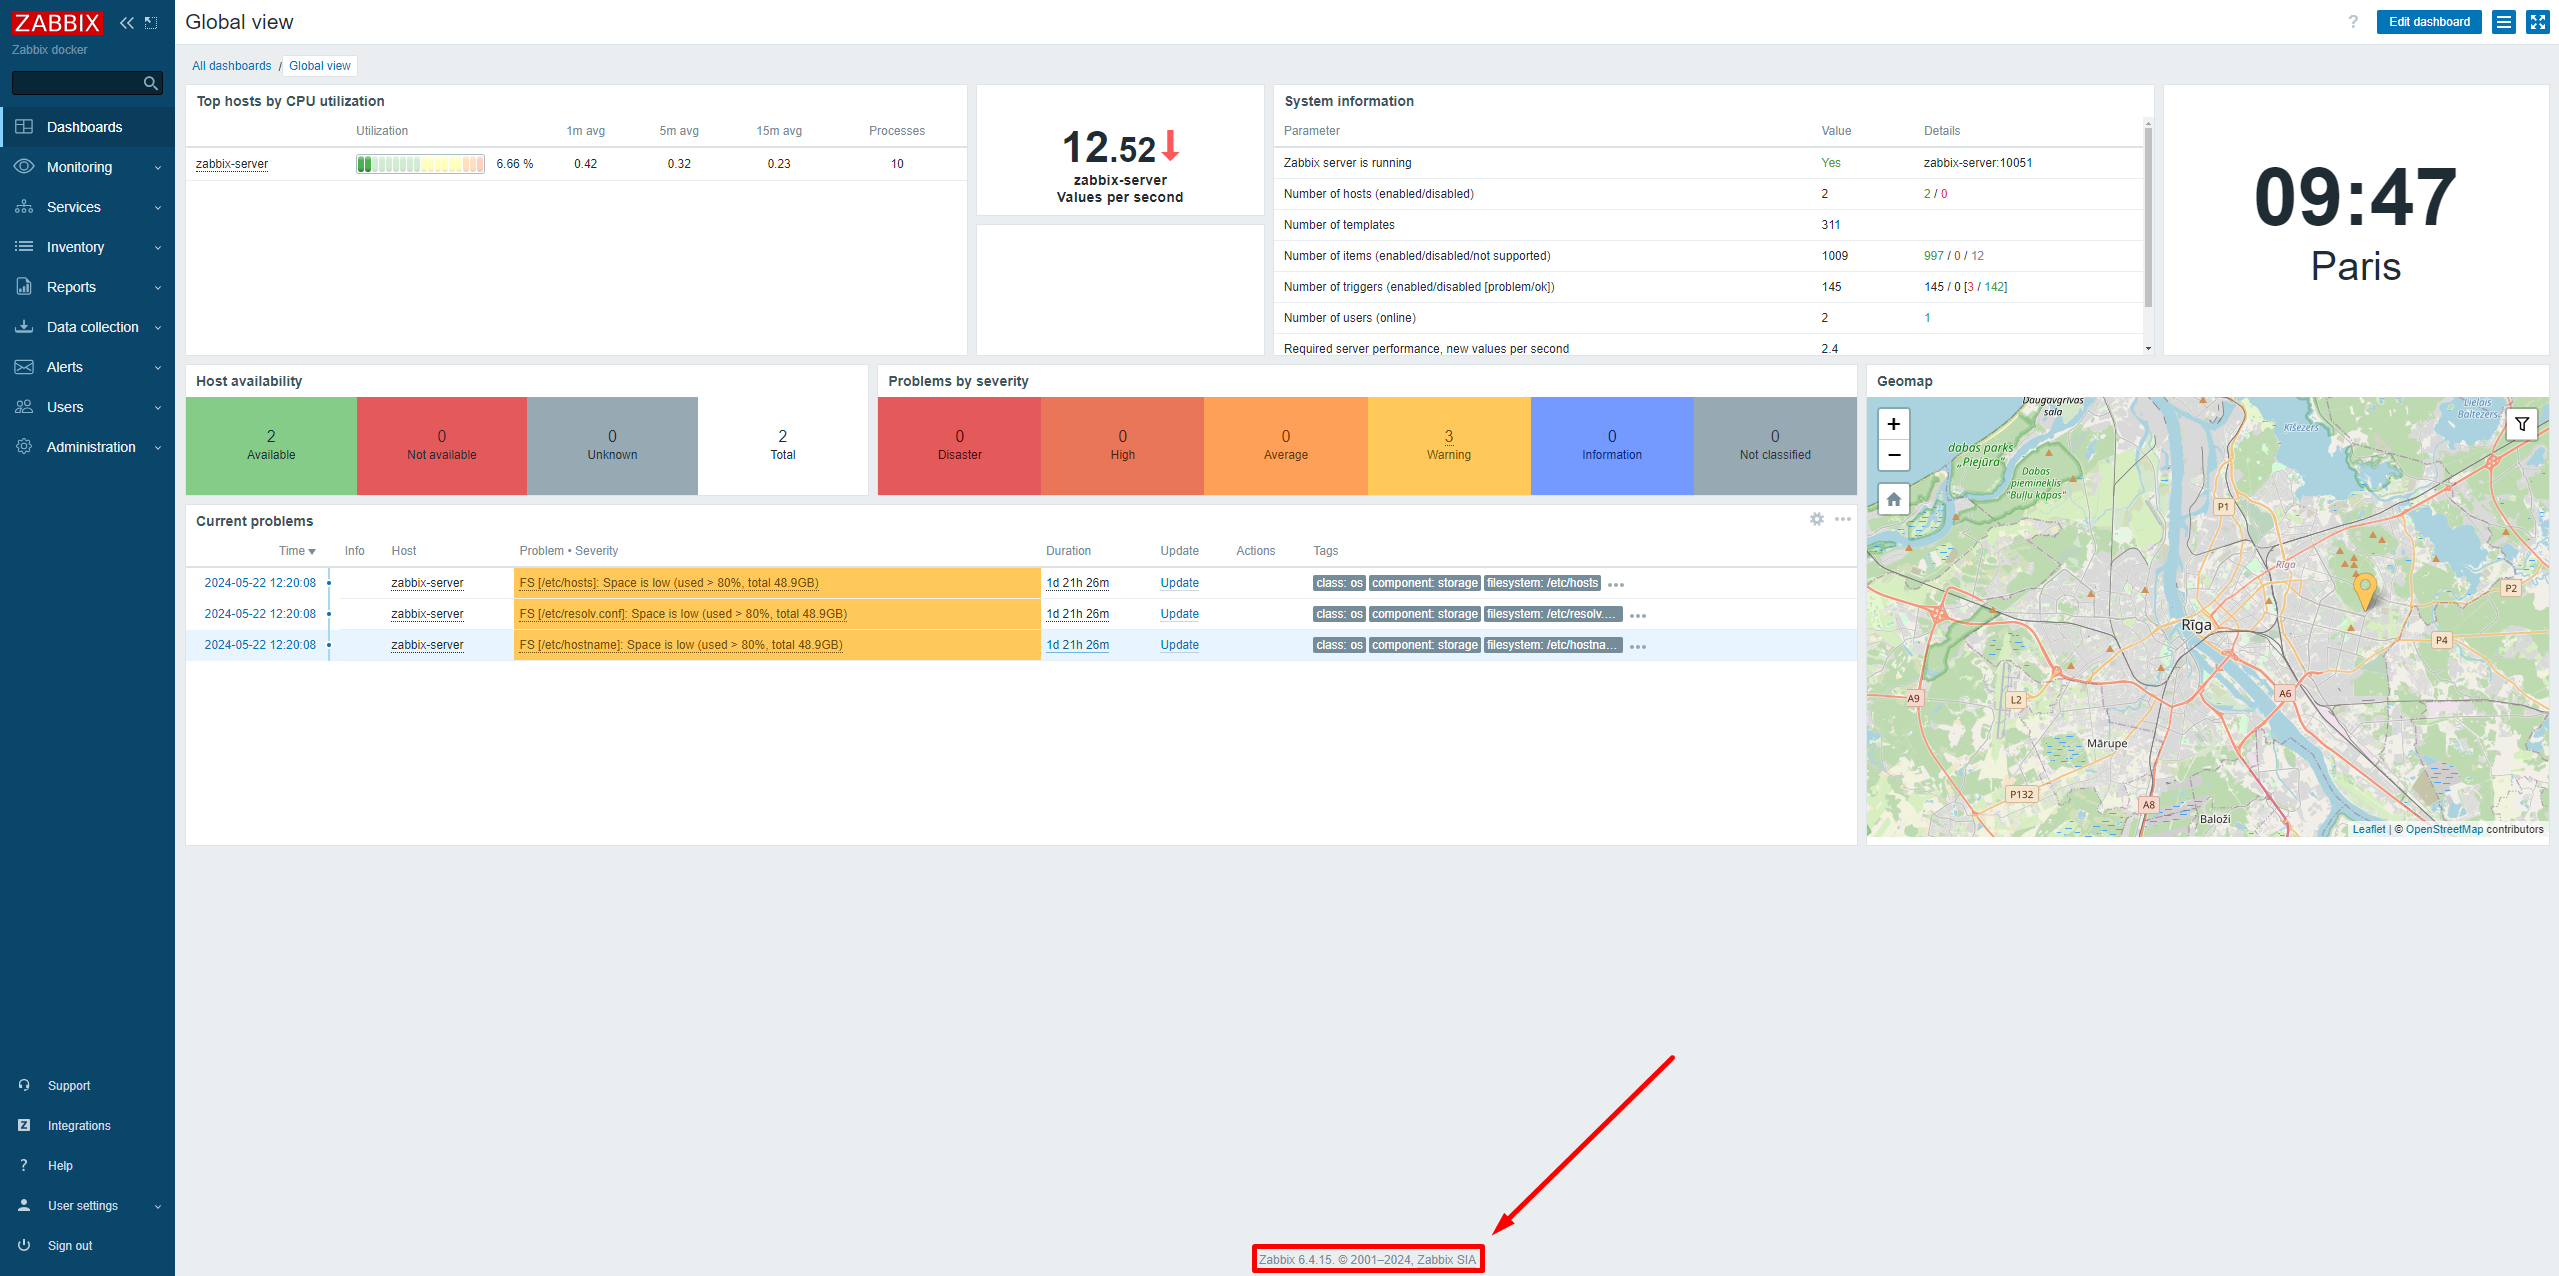 ZABBIX
Zabbix docker
Dashboards
Monitoring
Services
Inventory
Reports
Data collection
Alerts
Users
Administration
Support
Integrations
? Help
User settings
Sign out
Global view
? Edit dashboard
All dashboards / Global view
Top hosts by CPU utilization
Utilization 1m avg 5m avg 15m avg Processes
zabbix-server 6.66 % 0.42 0.32 0.23 10
12.52
zabbix-server
Values per second
System information
Parameter Value Details
Zabbix server is running Yes zabbix-server:10051
Number of hosts (enabled/disabled) 2 2 / 0
Number of templates 311
Number of items (enabled/disabled/not supported) 1009 997 / 0 / 12
Number of triggers (enabled/disabled [problem/ok]) 145 145 / 0 [3 / 142]
Number of users (online) 2 1
Required server performance, new values per second 2.4
09:47
Paris
Host availability
2 Available
0 Not available
0 Unknown
2 Total
Problems by severity
0 Disaster
0 High
0 Average
3 Warning
0 Information
0 Not classified
Current problems
Time Info Host Problem • Severity Duration Update Actions Tags
2024-05-22 12:20:08 zabbix-server FS [/etc/hosts]: Space is low (used > 80%, total 48.9GB) 1d 21h 26m Update class: os component: storage filesystem: /etc/hosts
2024-05-22 12:20:08 zabbix-server FS [/etc/resolv.conf]: Space is low (used > 80%, total 48.9GB) 1d 21h 26m Update class: os component: storage filesystem: /etc/resolv....
2024-05-22 12:20:08 zabbix-server FS [/etc/hostname]: Space is low (used > 80%, total 48.9GB) 1d 21h 26m Update class: os component: storage filesystem: /etc/hostna...
Geomap
+
−
Daugavgrīvas
sala
Lielais
Baltezers
Ķīšezers
dabas parks
"Piejūra"
Dabas
piemineklis
"Buļļu kāpas"
P1
Rīga
P2
Rīga
P4
A9
L2
A6
Mārupe
P132
A8
Baloži
Leaflet | © OpenStreetMap contributors
Zabbix 6.4.15. © 2001–2024, Zabbix SIA